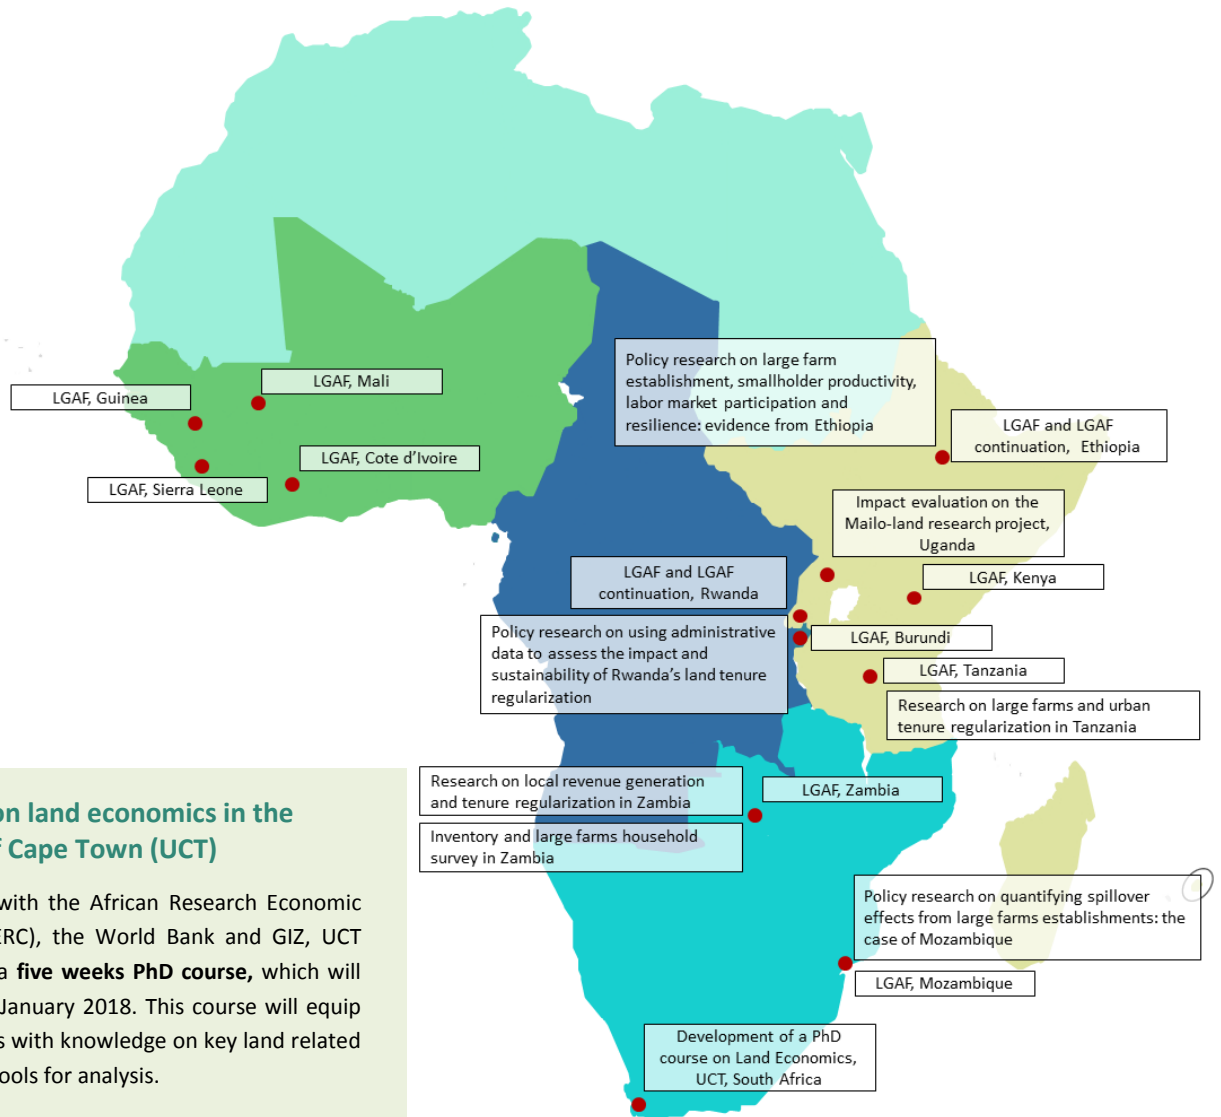 LGAF, Mali
LGAF, Guinea
LGAF, Cote d'Ivoire
LGAF, Sierra Leone
Policy research on large farm
establishment, smallholder productivity,
labor market participation and
resilience: evidence from Ethiopia
LGAF and LGAF
continuation, Ethiopia
Impact evaluation on the
Mailo-land research project,
Uganda
LGAF and LGAF
continuation, Rwanda
LGAF, Kenya
Policy research on using administrative
data to assess the impact and
sustainability of Rwanda's land tenure
regularization
LGAF, Burundi
LGAF, Tanzania
Research on large farms and urban
tenure regularization in Tanzania
Research on local revenue generation
and tenure regularization in Zambia
LGAF, Zambia
Inventory and large farms household
survey in Zambia
Policy research on quantifying spillover
effects from large farms establishments: the
case of Mozambique
LGAF, Mozambique
Development of a PhD
course on Land Economics,
UCT, South Africa
on land economics in the
f Cape Town (UCT)
with the African Research Economic
ERC), the World Bank and GIZ, UCT
a five weeks PhD course, which will
January 2018. This course will equip
s with knowledge on key land related
ools for analysis.